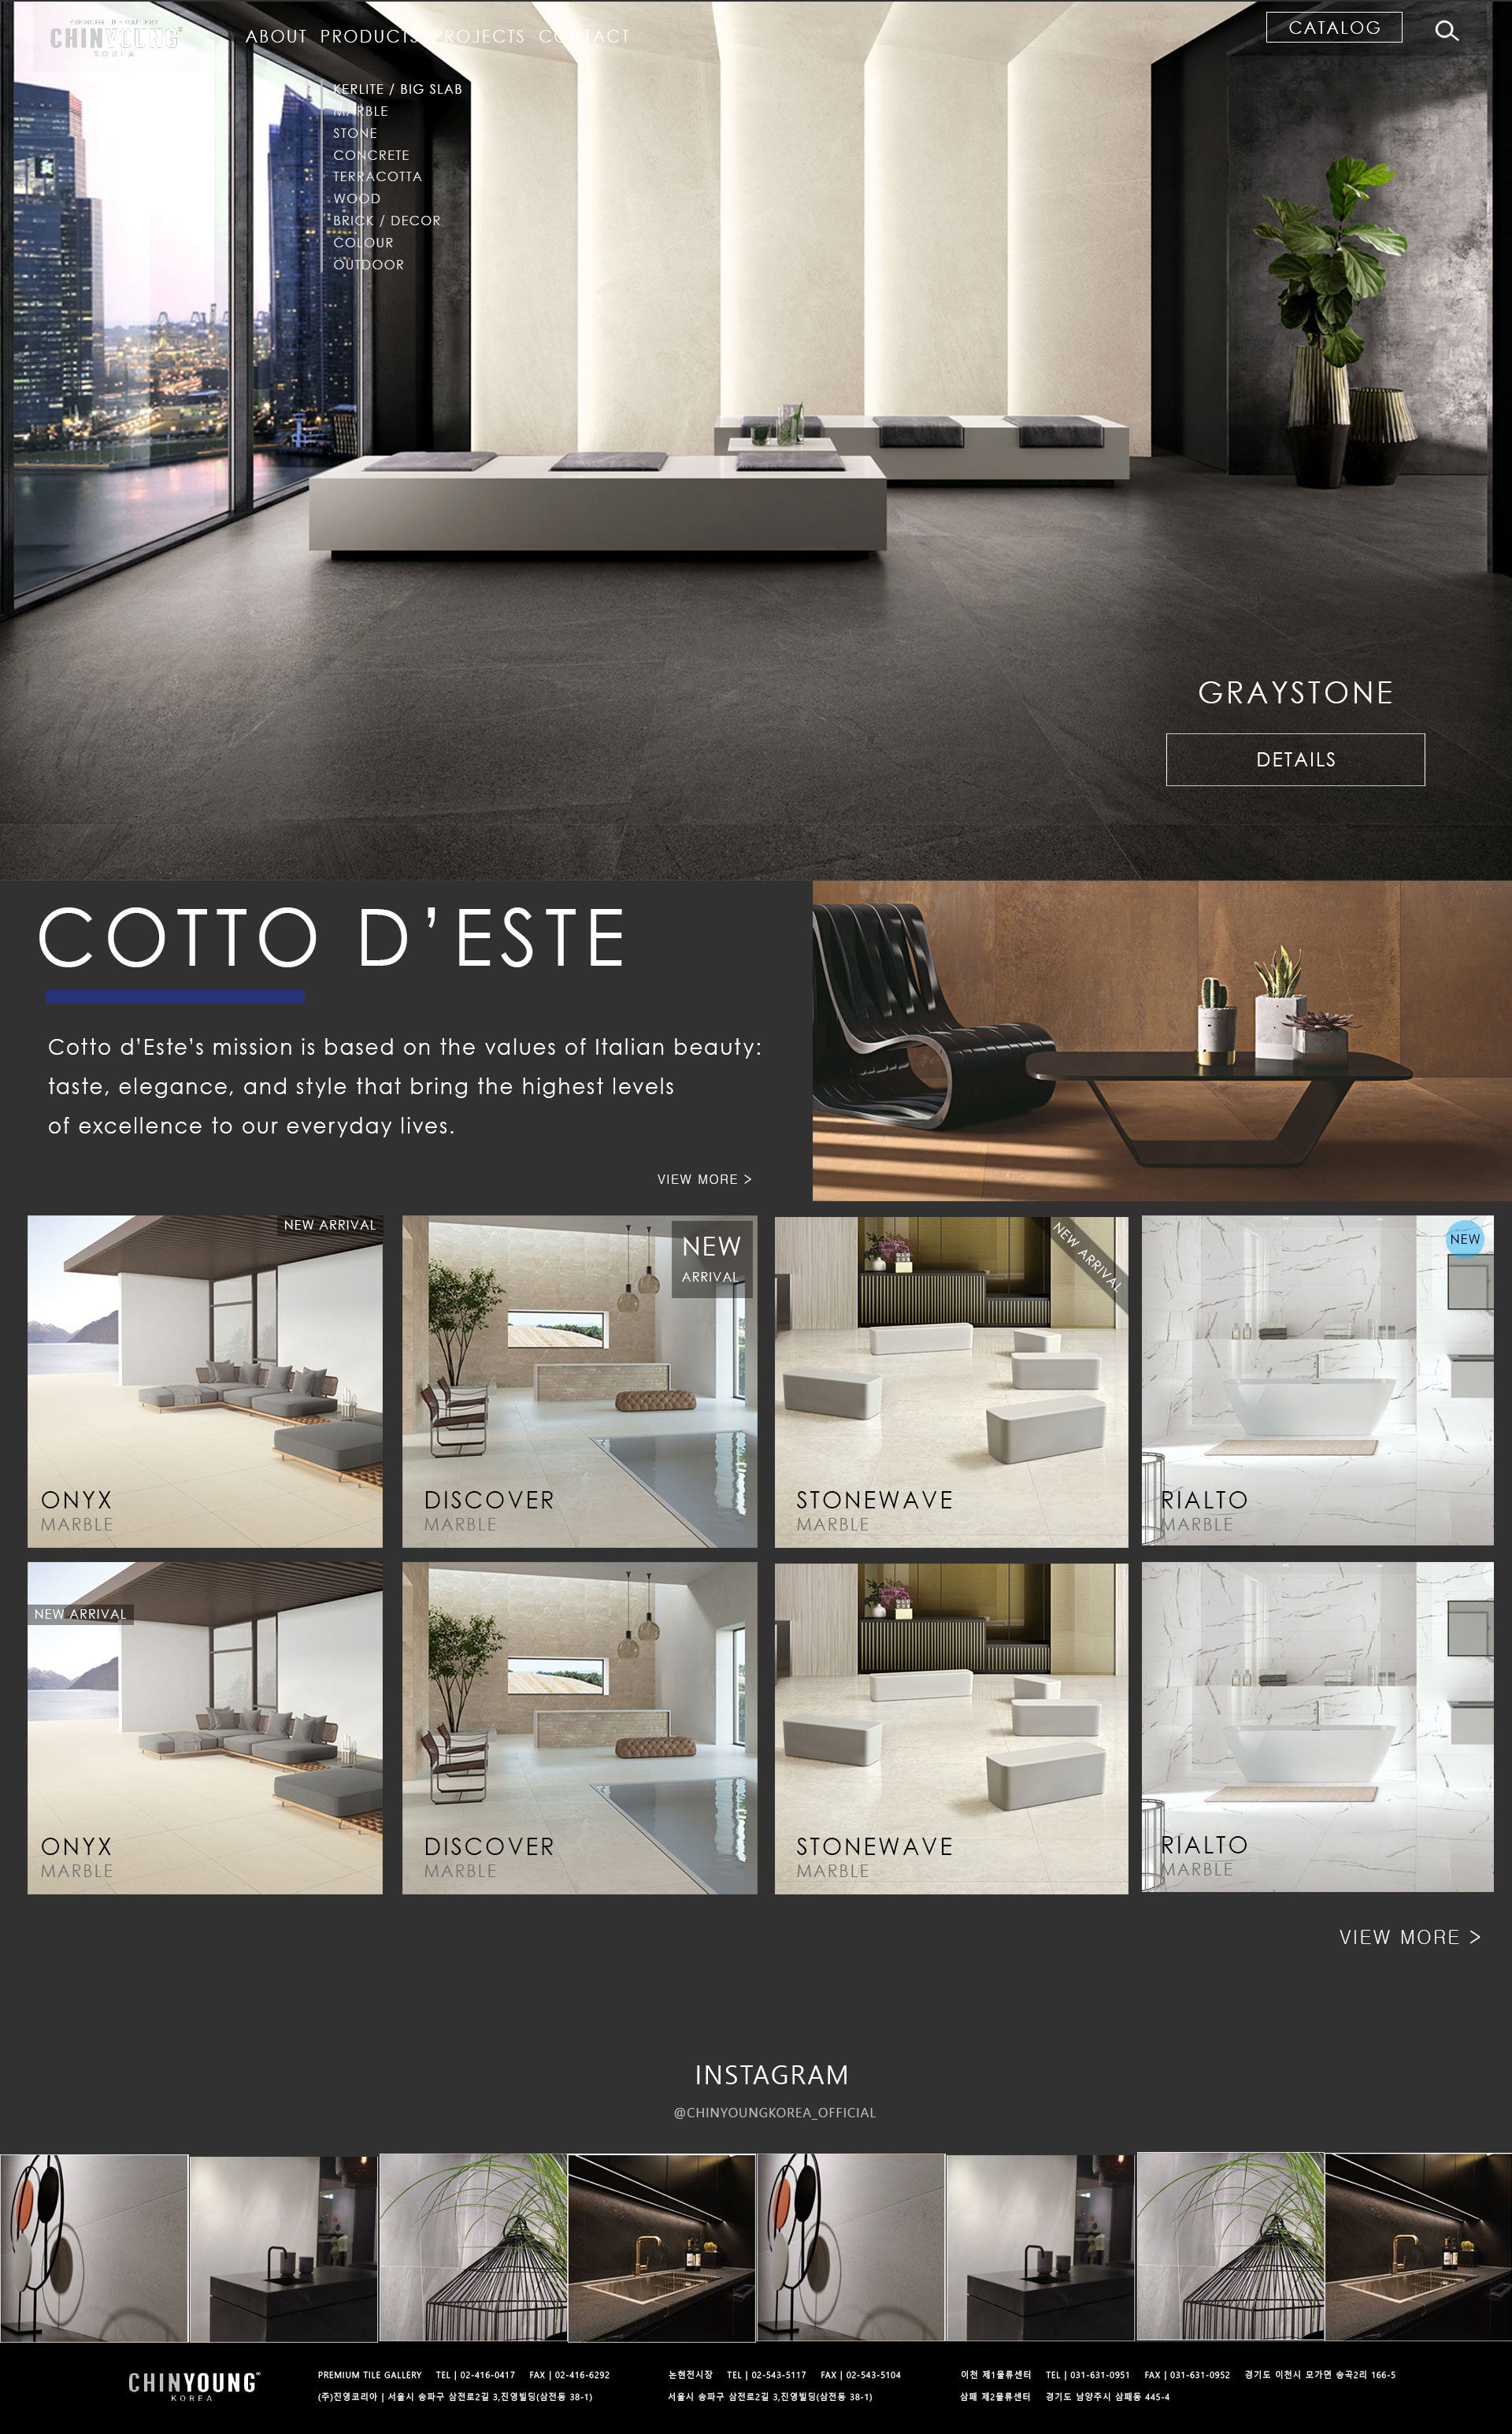 PREMIUM TILE GALLERY
CHINYOUNG
KOREA
ABOUT PRODUCTS PROJECTS CONTACT
CATALOG
KERLITE / BIG SLAB
MARBLE
STONE
CONCRETE
TERRACOTTA
WOOD
BRICK / DECOR
COLOUR
OUTDOOR
GRAYSTONE
DETAILS
COTTO D’ESTE
Cotto d’Este’s mission is based on the values of Italian beauty:
taste, elegance, and style that bring the highest levels
of excellence to our everyday lives.
VIEW MORE >
NEW ARRIVAL
ONYX
MARBLE
NEW
ARRIVAL
DISCOVER
MARBLE
NEW ARRIVAL
STONEWAVE
MARBLE
NEW
RIALTO
MARBLE
NEW ARRIVAL
ONYX
MARBLE
DISCOVER
MARBLE
STONEWAVE
MARBLE
RIALTO
MARBLE
VIEW MORE >
INSTAGRAM
@CHINYOUNGKOREA_OFFICIAL
CHINYOUNG
KOREA
PREMIUM TILE GALLERY TEL | 02-416-0417 FAX | 02-416-6292
(주)진영코리아 | 서울시 송파구 삼전로2길 3,진영빌딩(삼전동 38-1)
논현전시장 TEL | 02-543-5117 FAX | 02-543-5104
서울시 송파구 삼전로2길 3,진영빌딩(삼전동 38-1)
이천 제1물류센터 TEL | 031-631-0951 FAX | 031-631-0952 경기도 이천시 모가면 송곡2리 166-5
삼패 제2물류센터 경기도 남양주시 삼패동 445-4